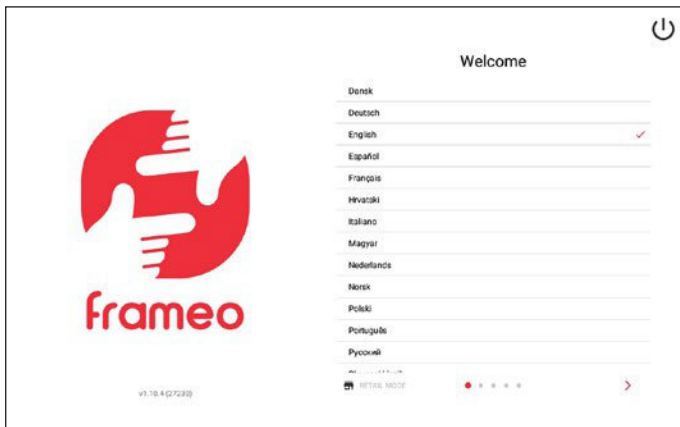 Welcome
Dansk
Deutsch
English
Español
Français
Hrvatski
Italiano
Magyar
Nederlands
Norsk
Polski
Português
Русский
RETAIL MODE
frameo
v1.10.4 (27230)